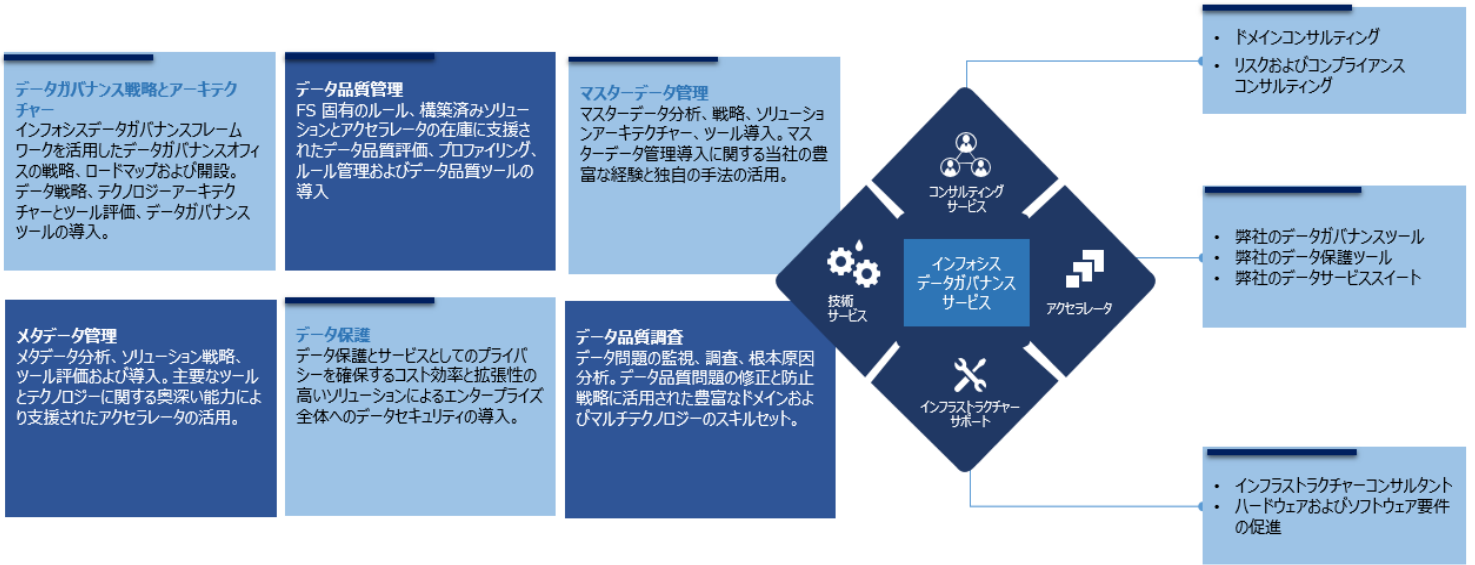 データガバナンス戦略とアーキテク
チャー
インフォシスデータガバナンスフレーム
ワークを活用したデータガバナンスオフィ
スの戦略、ロードマップおよび開設。
データ戦略、テクノロジーアーキテク
チャーとツール評価、データガバナンス
ツールの導入。
データ品質管理
FS 固有のルール、構築済みソリュー
ションとアクセラレータの在庫に支援さ
れたデータ品質評価、プロファイリング、
ルール管理およびデータ品質ツールの
導入
マスターデータ管理
マスターデータ分析、戦略、ソリューショ
ンアーキテクチャー、ツール導入。マス
ターデータ管理導入に関する当社の豊
富な経験と独自の手法の活用。
メタデータ管理
メタデータ分析、ソリューション戦略、
ツール評価および導入。主要なツール
とテクノロジーに関する奥深い能力によ
り支援されたアクセラレータの活用。
データ保護
データ保護とサービスとしてのプライバ
シーを確保するコスト効率と拡張性の
高いソリューションによるエンタープライズ
全体へのデータセキュリティの導入。
データ品質調査
データ問題の監視、調査、根本原因
分析。データ品質問題の修正と防止
戦略に活用された豊富なドメインおよ
びマルチテクノロジーのスキルセット。
コンサルティング
サービス
技術
サービス
インフォシス
データガバナンス
サービス
アクセラレータ
インフラストラクチャー
サポート
• ドメインコンサルティング
• リスクおよびコンプライアンス
コンサルティング
• 弊社のデータガバナンスツール
• 弊社のデータ保護ツール
• 弊社のデータサービススイート
• インフラストラクチャーコンサルタント
• ハードウェアおよびソフトウェア要件
の促進